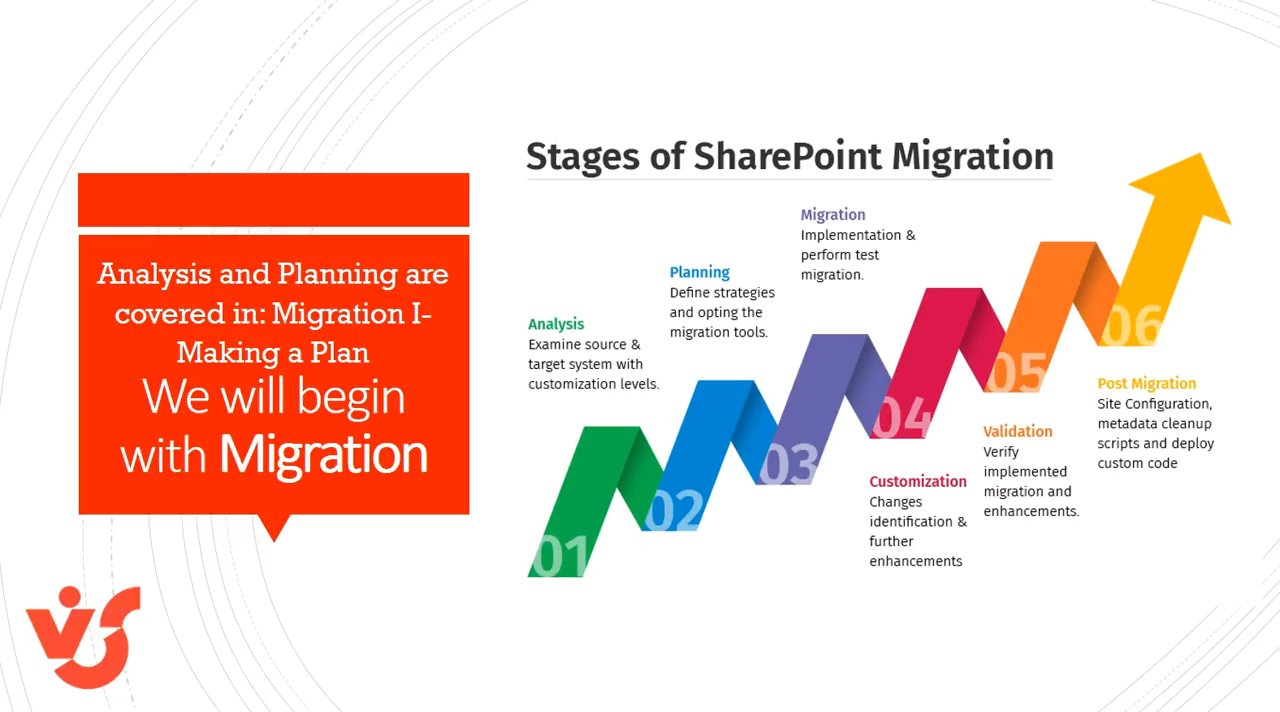 Analysis and Planning are
covered in: Migration I-
Making a Plan
We will begin
with Migration
Stages of SharePoint Migration
01
Analysis
Examine source &
target system with
customization levels.
02
Planning
Define strategies
and opting the
migration tools.
03
Migration
Implementation &
perform test
migration.
04
Customization
Changes
identification &
further
enhancements
05
Validation
Verify
implemented
migration and
enhancements.
06
Post Migration
Site Configuration,
metadata cleanup
scripts and deploy
custom code
vis